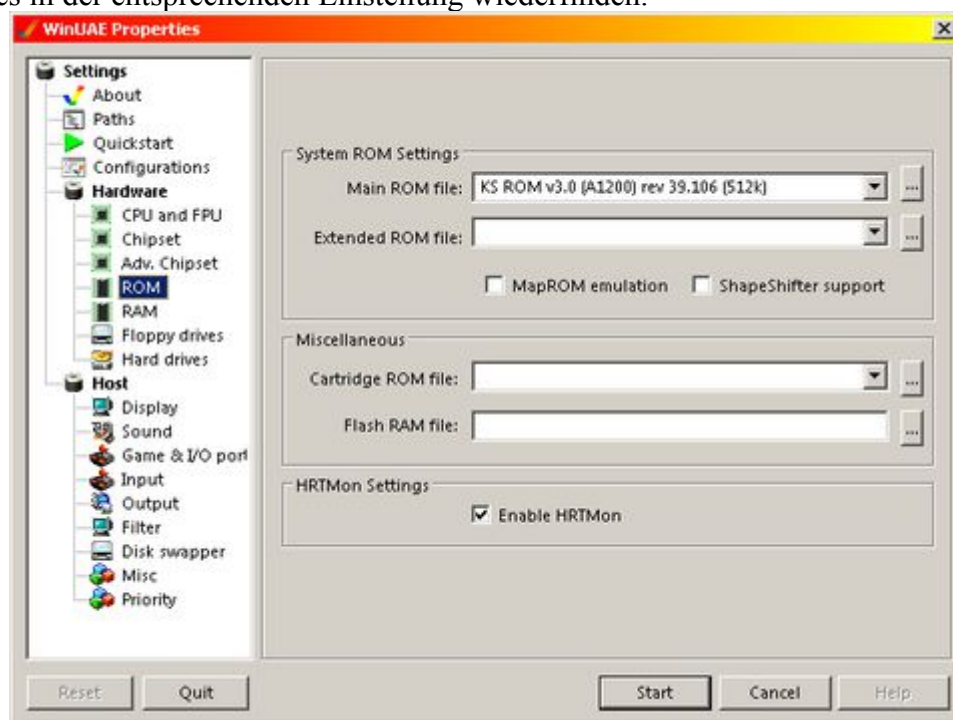 es in der entsprechenden Einstellung wiederfinden.
WinUAE Properties
Settings
About
Paths
Quickstart
Configurations
Hardware
CPU and FPU
Chipset
Adv. Chipset
ROM
RAM
Floppy drives
Hard drives
Host
Display
Sound
Game & I/O port
Input
Output
Filter
Disk swapper
Misc
Priority
System ROM Settings
Main ROM file: KS ROM v3.0 (A1200) rev 39.106 (512k) ...
Extended ROM file: ...
MapROM emulation ShapeShifter support
Miscellaneous
Cartridge ROM file: ...
Flash RAM file: ...
HRTMon Settings
Enable HRTMon
Reset Quit Start Cancel Help